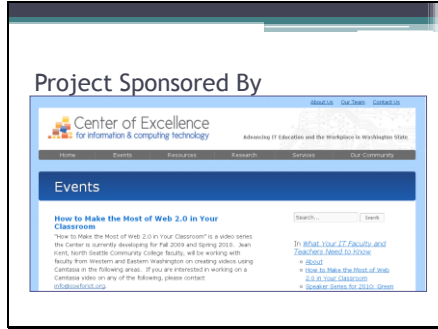 Project Sponsored By
About Us Our Team Contact Us
Center of Excellence
for information & computing technology
Advancing IT Education and the Workplace in Washington State
Home Events Resources Research Services Our Community
Events
How to Make the Most of Web 2.0 in Your
Classroom
"How to Make the Most of Web 2.0 in Your Classroom" is a video series
the Center is currently developing for Fall 2009 and Spring 2010. Jean
Kent, North Seattle Community College faculty, will be working with
faculty from Western and Eastern Washington on creating videos using
Camtasia in the following areas. If you are interested in working on a
Camtasia video on any of the following, please contact
info@coeforict.org.
Search... Search
In What Your IT Faculty and
Teachers Need to Know
About
How to Make the Most of Web
2.0 in Your Classroom
Speaker Series for 2010: Green